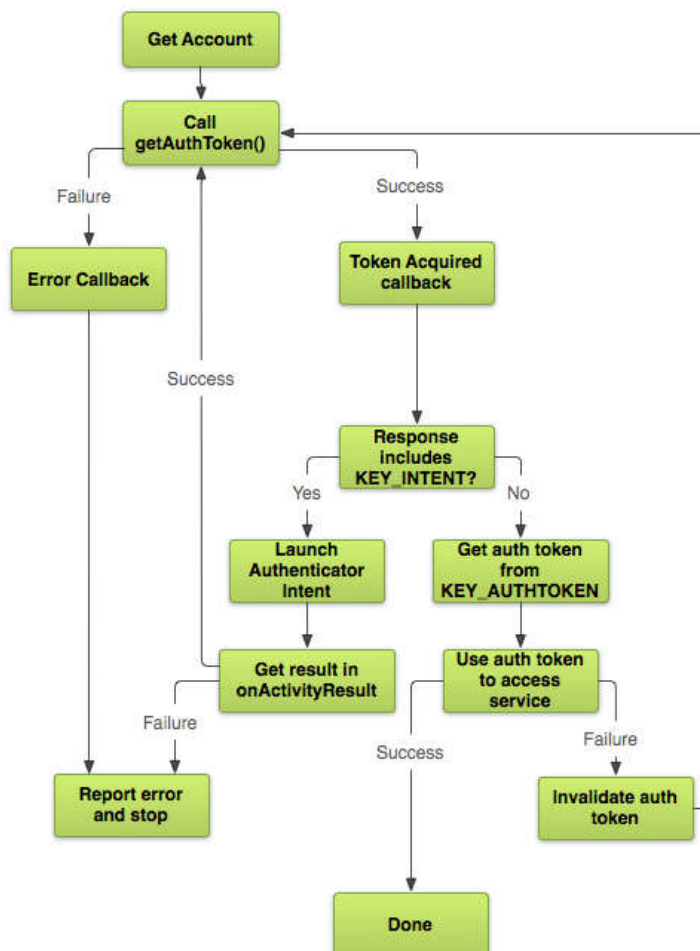 Get Account
Call
getAuthToken()
Failure
Success
Error Callback
Token Acquired
callback
Success
Response
includes
KEY_INTENT?
Yes
No
Launch
Authenticator
Intent
Get auth token
from
KEY_AUTHTOKEN
Get result in
onActivityResult
Use auth token
to access
service
Failure
Success
Failure
Report error
and stop
Invalidate auth
token
Done